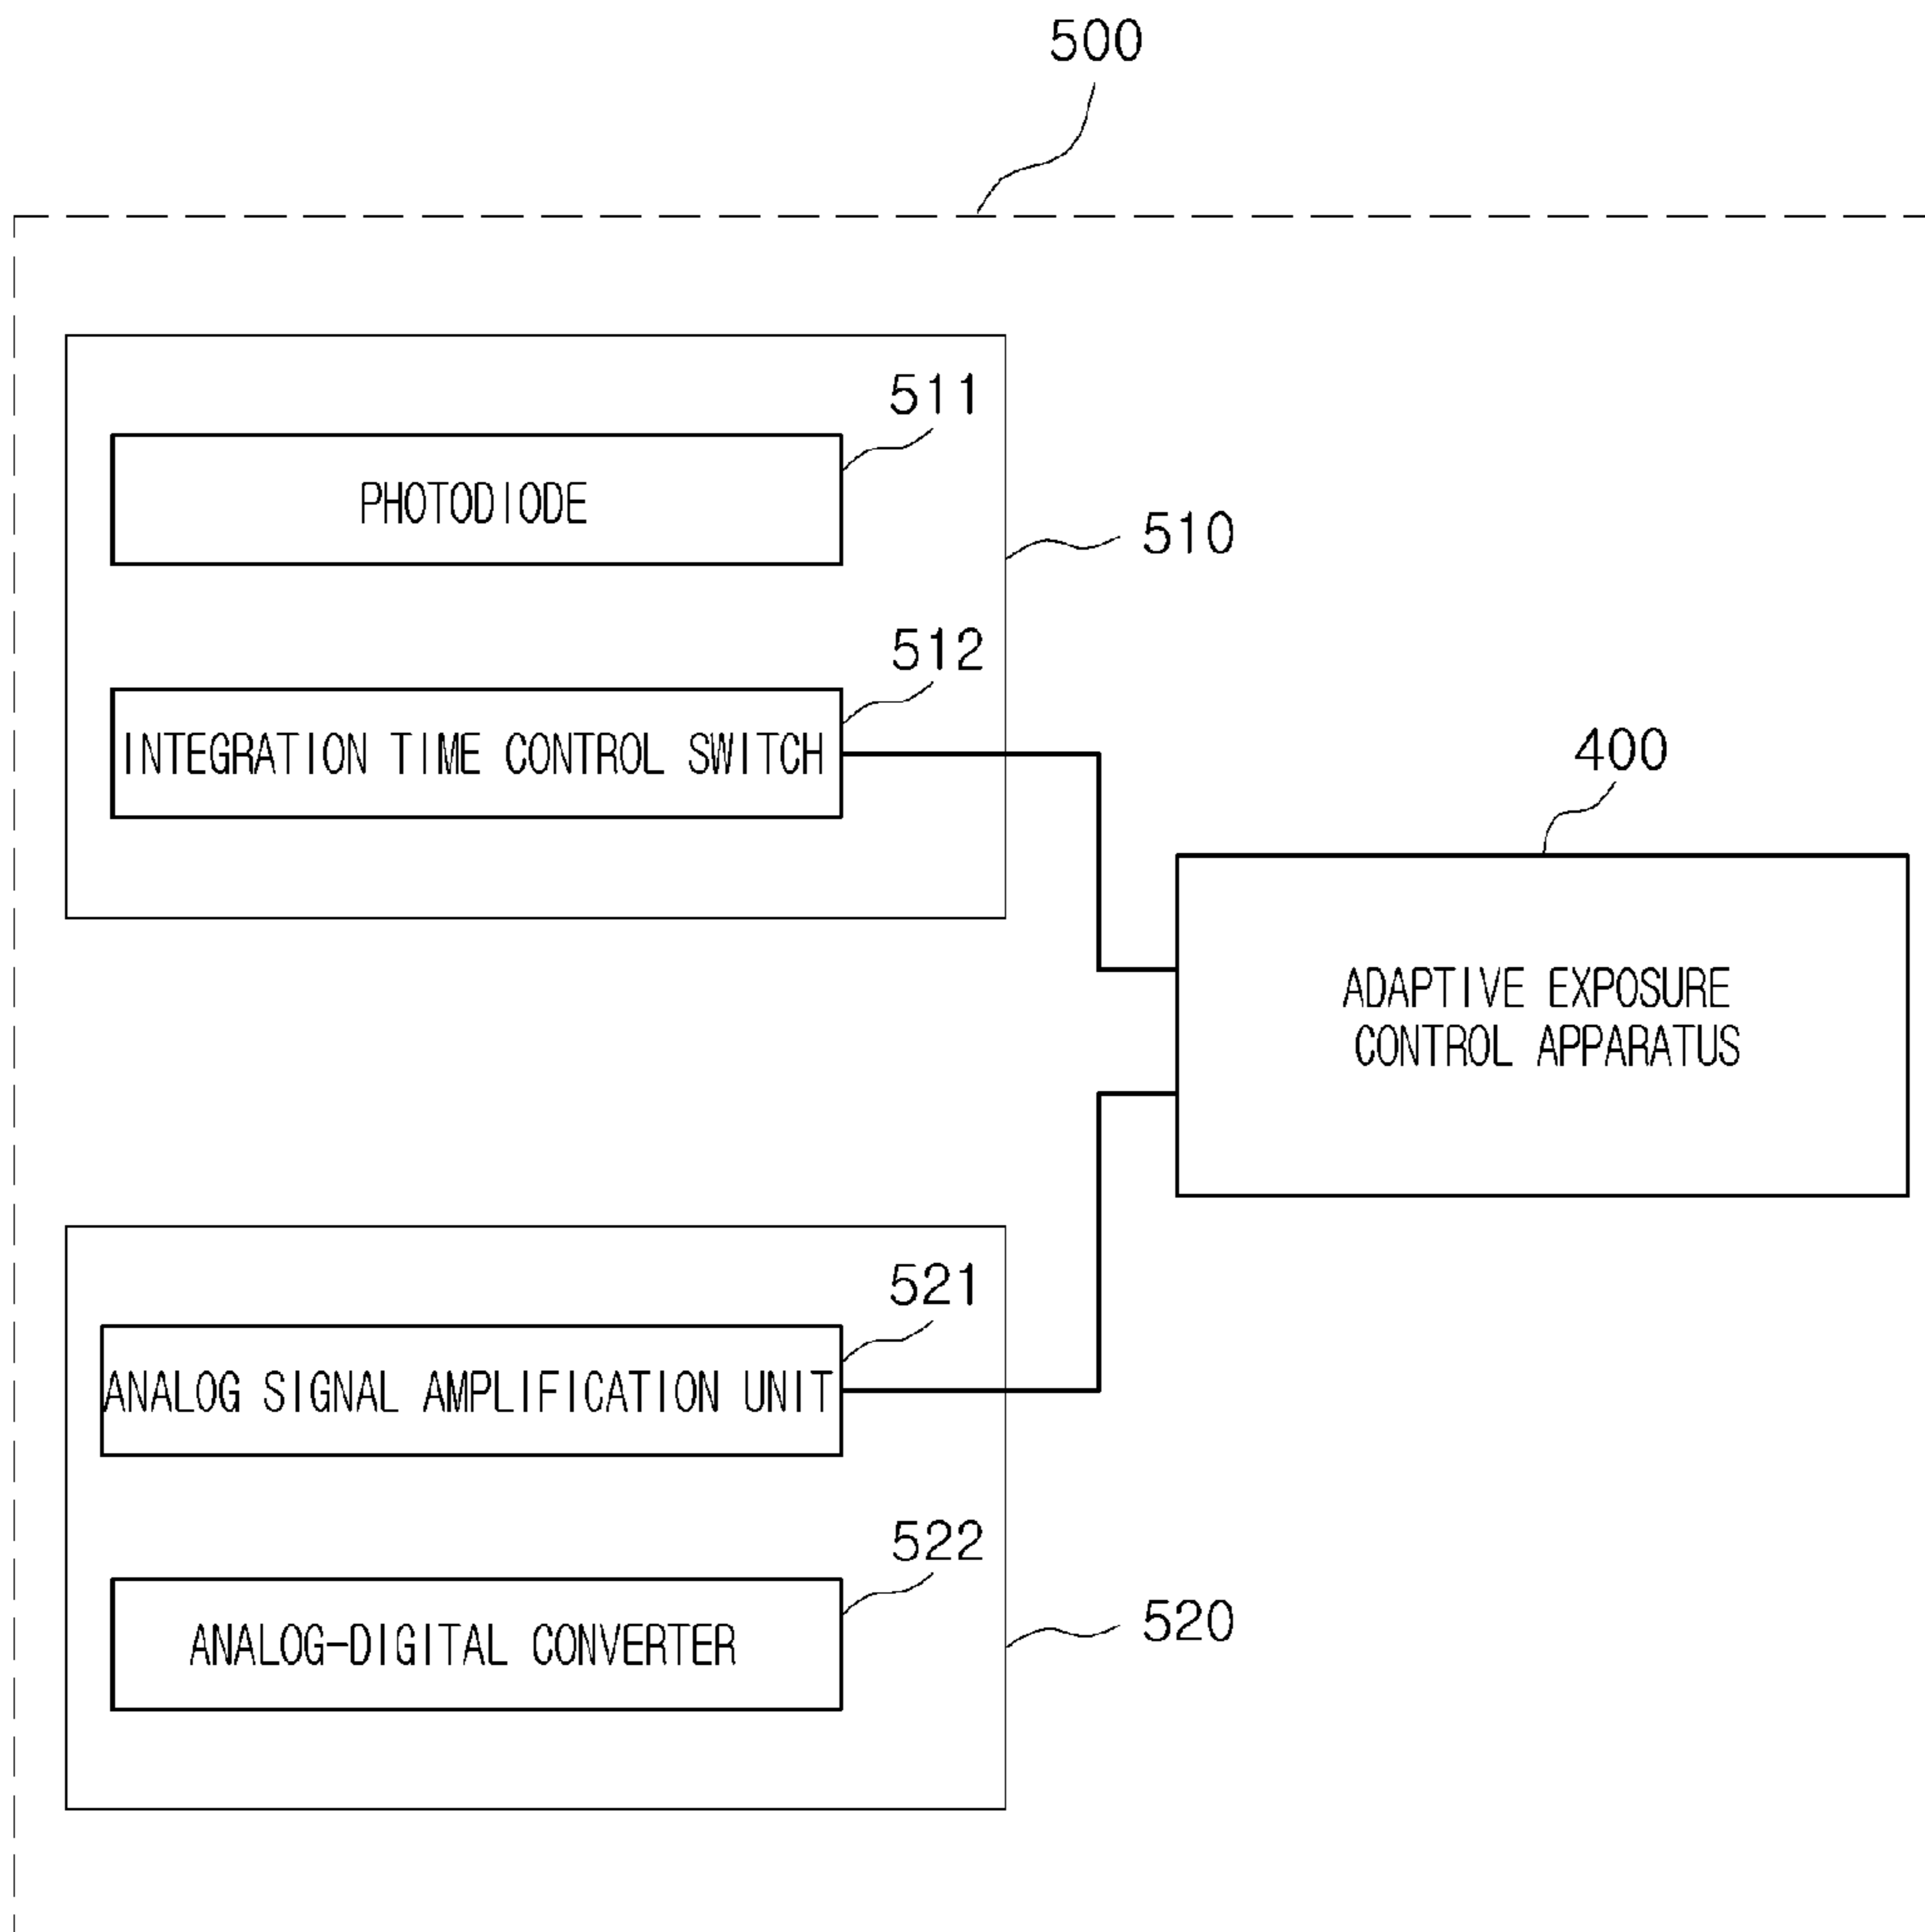 500
511
PHOTODIODE
510
512
INTEGRATION TIME CONTROL SWITCH
400
ADAPTIVE EXPOSURE
CONTROL APPARATUS
521
ANALOG SIGNAL AMPLIFICATION UNIT
522
520
ANALOG-DIGITAL CONVERTER